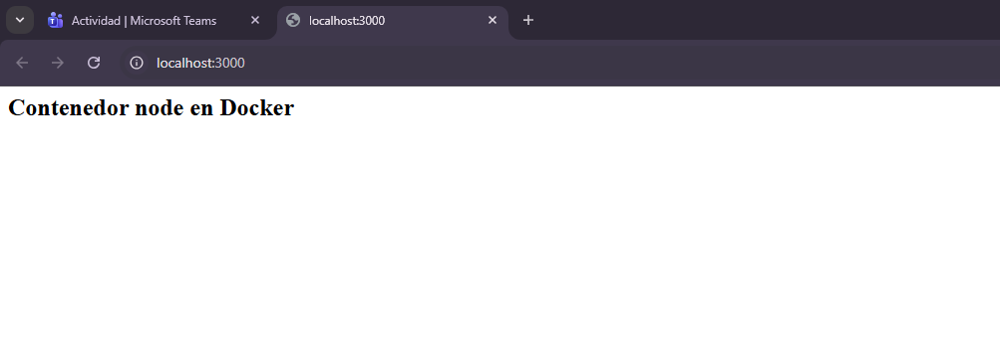 Actividad | Microsoft Teams
localhost:3000
localhost:3000
Contenedor node en Docker